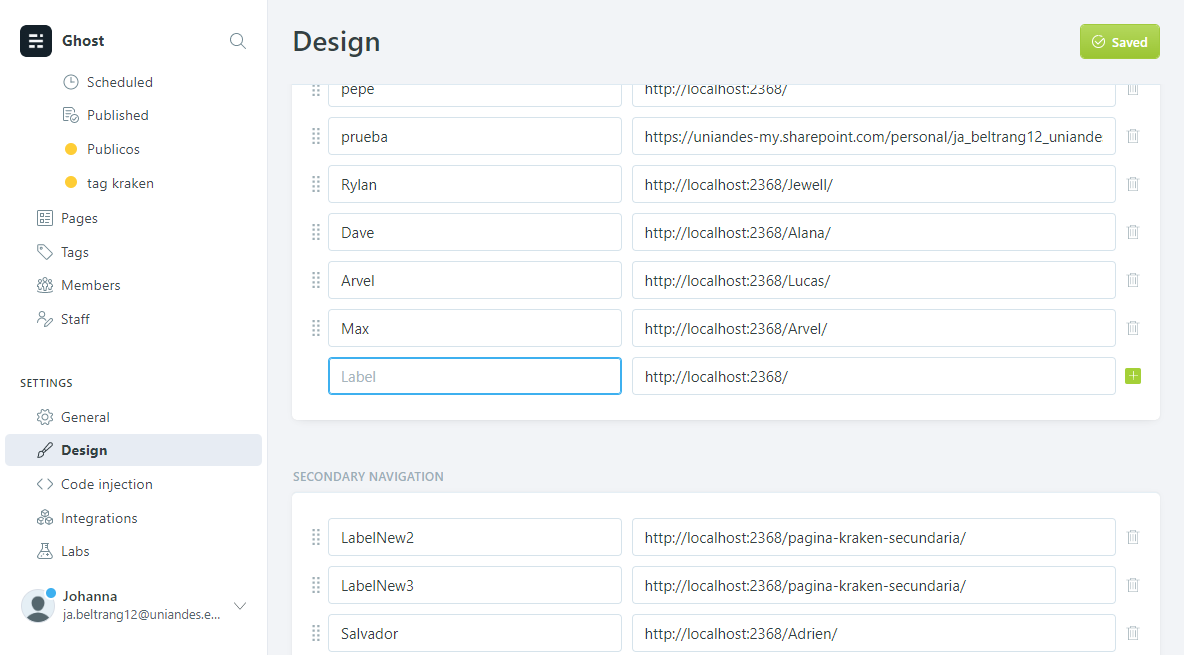 Ghost
Scheduled
Published
Publicos
tag kraken
Pages
Tags
Members
Staff
SETTINGS
General
Design
Code injection
Integrations
Labs
Johanna
ja.beltrang12@uniandes.e...
Design
Saved
pepe http://localhost:2368/
prueba https://uniandes-my.sharepoint.com/personal/ja_beltrang12_uniande
Rylan http://localhost:2368/Jewell/
Dave http://localhost:2368/Alana/
Arvel http://localhost:2368/Lucas/
Max http://localhost:2368/Arvel/
Label http://localhost:2368/
SECONDARY NAVIGATION
LabelNew2 http://localhost:2368/pagina-kraken-secundaria/
LabelNew3 http://localhost:2368/pagina-kraken-secundaria/
Salvador http://localhost:2368/Adrien/